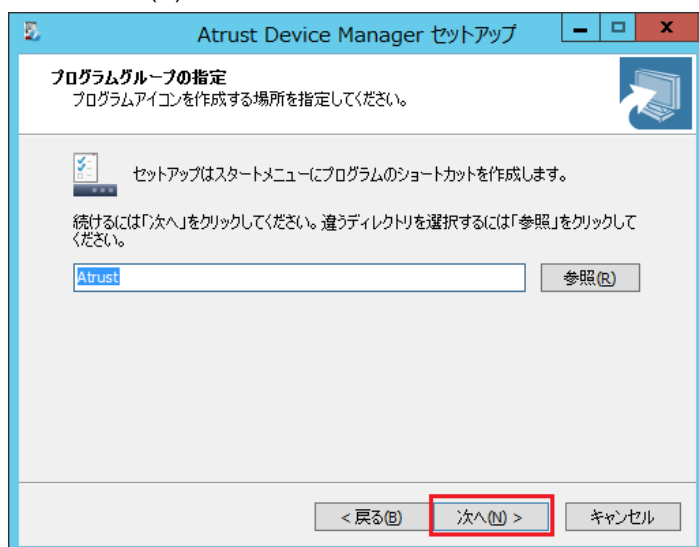 Atrust Device Manager セットアップ
プログラムグループの指定
プログラムアイコンを作成する場所を指定してください。
セットアップはスタートメニューにプログラムのショートカットを作成します。
続けるには「次へ」をクリックしてください。違うディレクトリを選択するには「参照」をクリックして
ください。
Atrust
参照(R)
< 戻る(B)
次へ(N) >
キャンセル